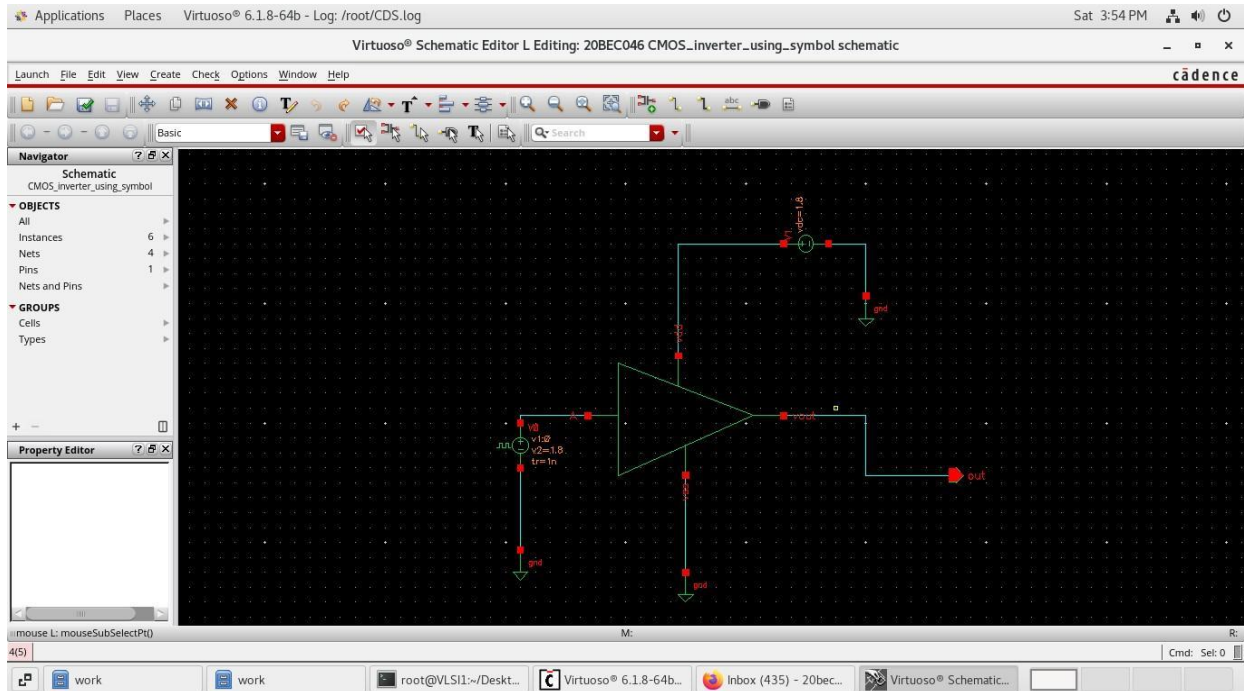 Applications Places Virtuoso® 6.1.8-64b - Log: /root/CDS.log Sat 3:54 PM
Virtuoso® Schematic Editor L Editing: 20BEC046 CMOS_inverter_using_symbol schematic
Launch File Edit View Create Check Options Window Help cādence
abc
Basic Search
Navigator
Schematic
CMOS_inverter_using_symbol
OBJECTS
All
Instances 6
Nets 4
Pins 1
Nets and Pins
GROUPS
Cells
Types
Property Editor
vdc=1.8
V1
gnd
vdd
A
vout
V0
v1:0
v2=1.8
tr=1n
out
gnd
gnd
mouse L: mouseSubSelectPt() M: R:
4(5) Cmd: Sel: 0
work work root@VLSI1:~/Deskt... Virtuoso® 6.1.8-64b... Inbox (435) - 20bec... Virtuoso® Schematic...